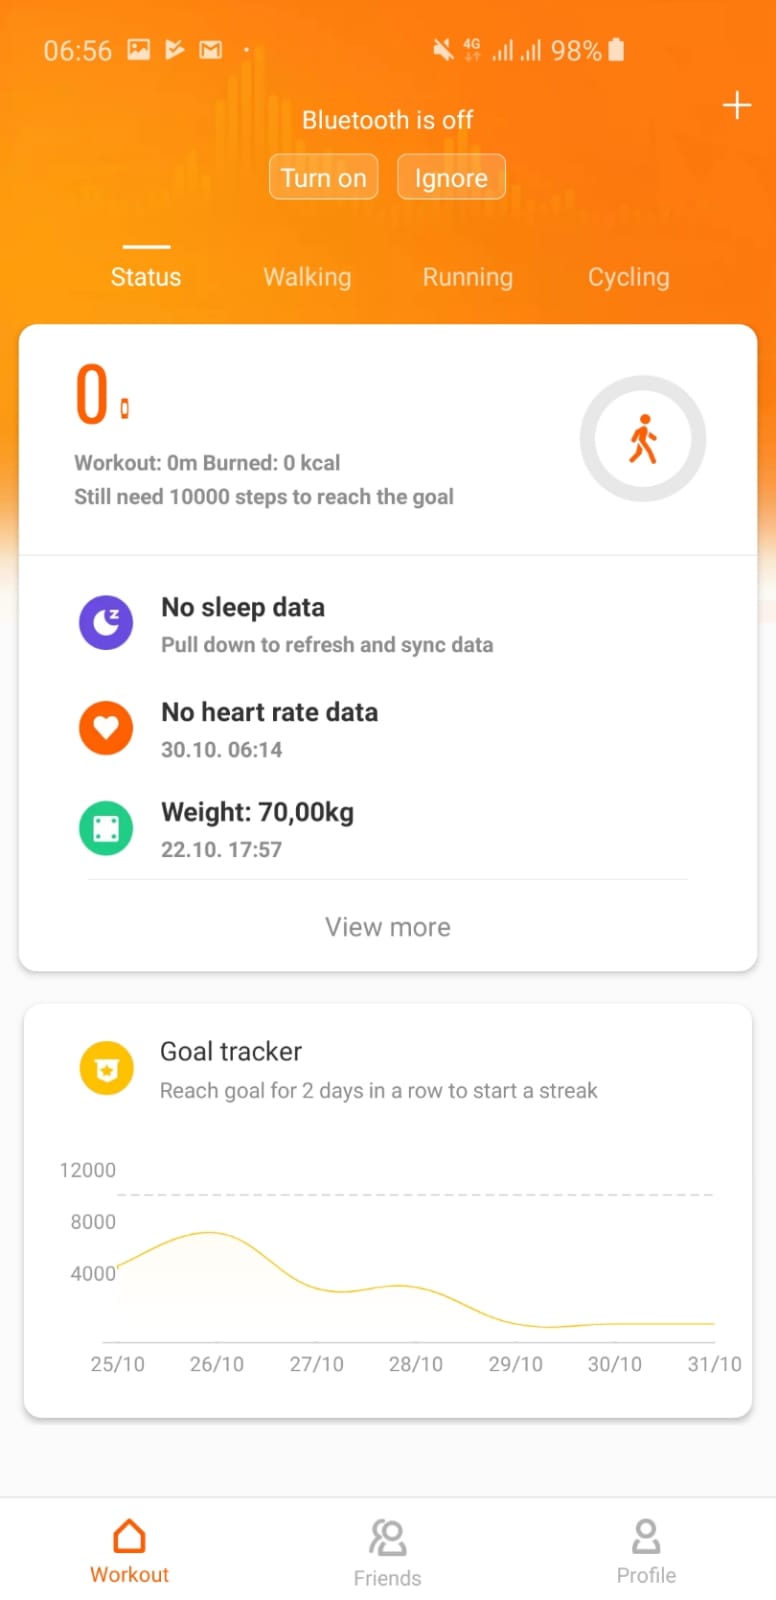 06:56
4G
98%
Bluetooth is off
Turn on Ignore
Status Walking Running Cycling
0
Workout: 0m Burned: 0 kcal
Still need 10000 steps to reach the goal
No sleep data
Pull down to refresh and sync data
No heart rate data
30.10. 06:14
Weight: 70,00kg
22.10. 17:57
View more
Goal tracker
Reach goal for 2 days in a row to start a streak
12000
8000
4000
25/10 26/10 27/10 28/10 29/10 30/10 31/10
Workout Friends Profile